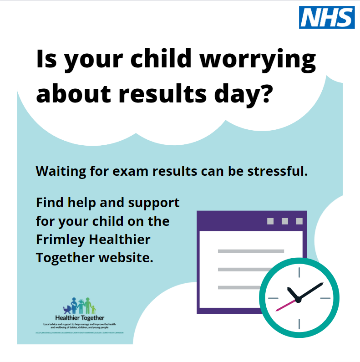 NHS
Is your child worrying
about results day?
Waiting for exam results can be stressful.
Find help and support
for your child on the
Frimley Healthier
Together website.
Healthier Together